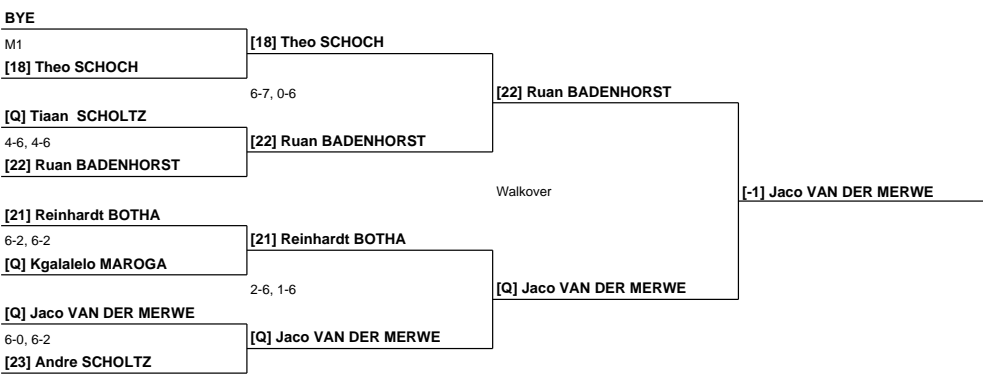 BYE
M1
[18] Theo SCHOCH
[18] Theo SCHOCH
6-7, 0-6
[22] Ruan BADENHORST
[Q] Tiaan  SCHOLTZ
4-6, 4-6
[22] Ruan BADENHORST
[22] Ruan BADENHORST
Walkover
[-1] Jaco VAN DER MERWE
[21] Reinhardt BOTHA
6-2, 6-2
[21] Reinhardt BOTHA
[Q] Kgalalelo MAROGA
2-6, 1-6
[Q] Jaco VAN DER MERWE
[Q] Jaco VAN DER MERWE
6-0, 6-2
[Q] Jaco VAN DER MERWE
[23] Andre SCHOLTZ